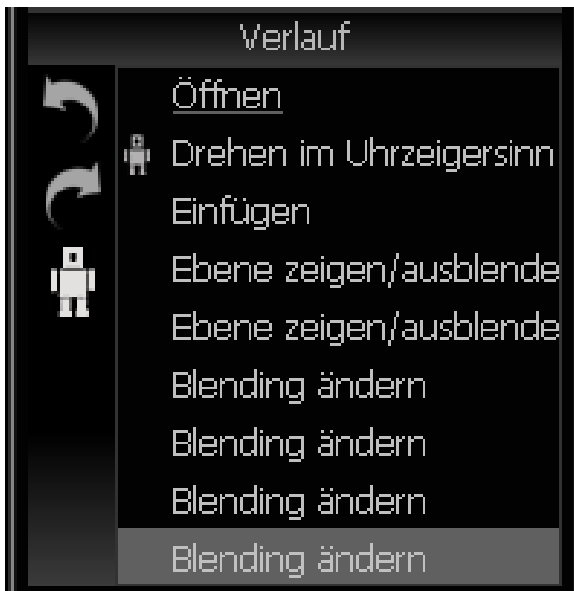 Verlauf
Öffnen
Drehen im Uhrzeigersinn
Einfügen
Ebene zeigen/ausblende
Ebene zeigen/ausblende
Blending ändern
Blending ändern
Blending ändern
Blending ändern